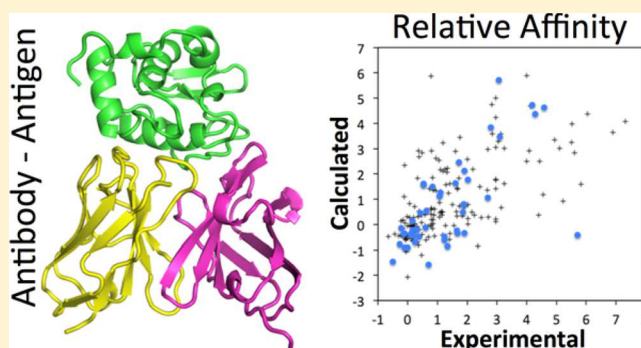 Antibody - Antigen
Relative Affinity
Calculated
7
6
5
4
3
2
1
0
-1
-2
-3
-1 0 1 2 3 4 5 6 7
Experimental